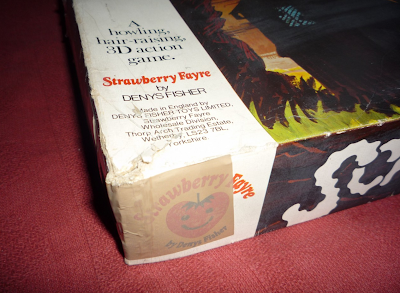 A
howling,
hair-raising,
3D action
game.
Strawberry Fayre
by
DENYS FISHER
Made in England by
DENYS FISHER TOYS LIMITED,
Strawberry Fayre
Wholesale Division,
Thorp Arch Trading Estate,
Wetherby, LS23 7BL,
Yorkshire
Strawberry Fayre
by Denys Fisher